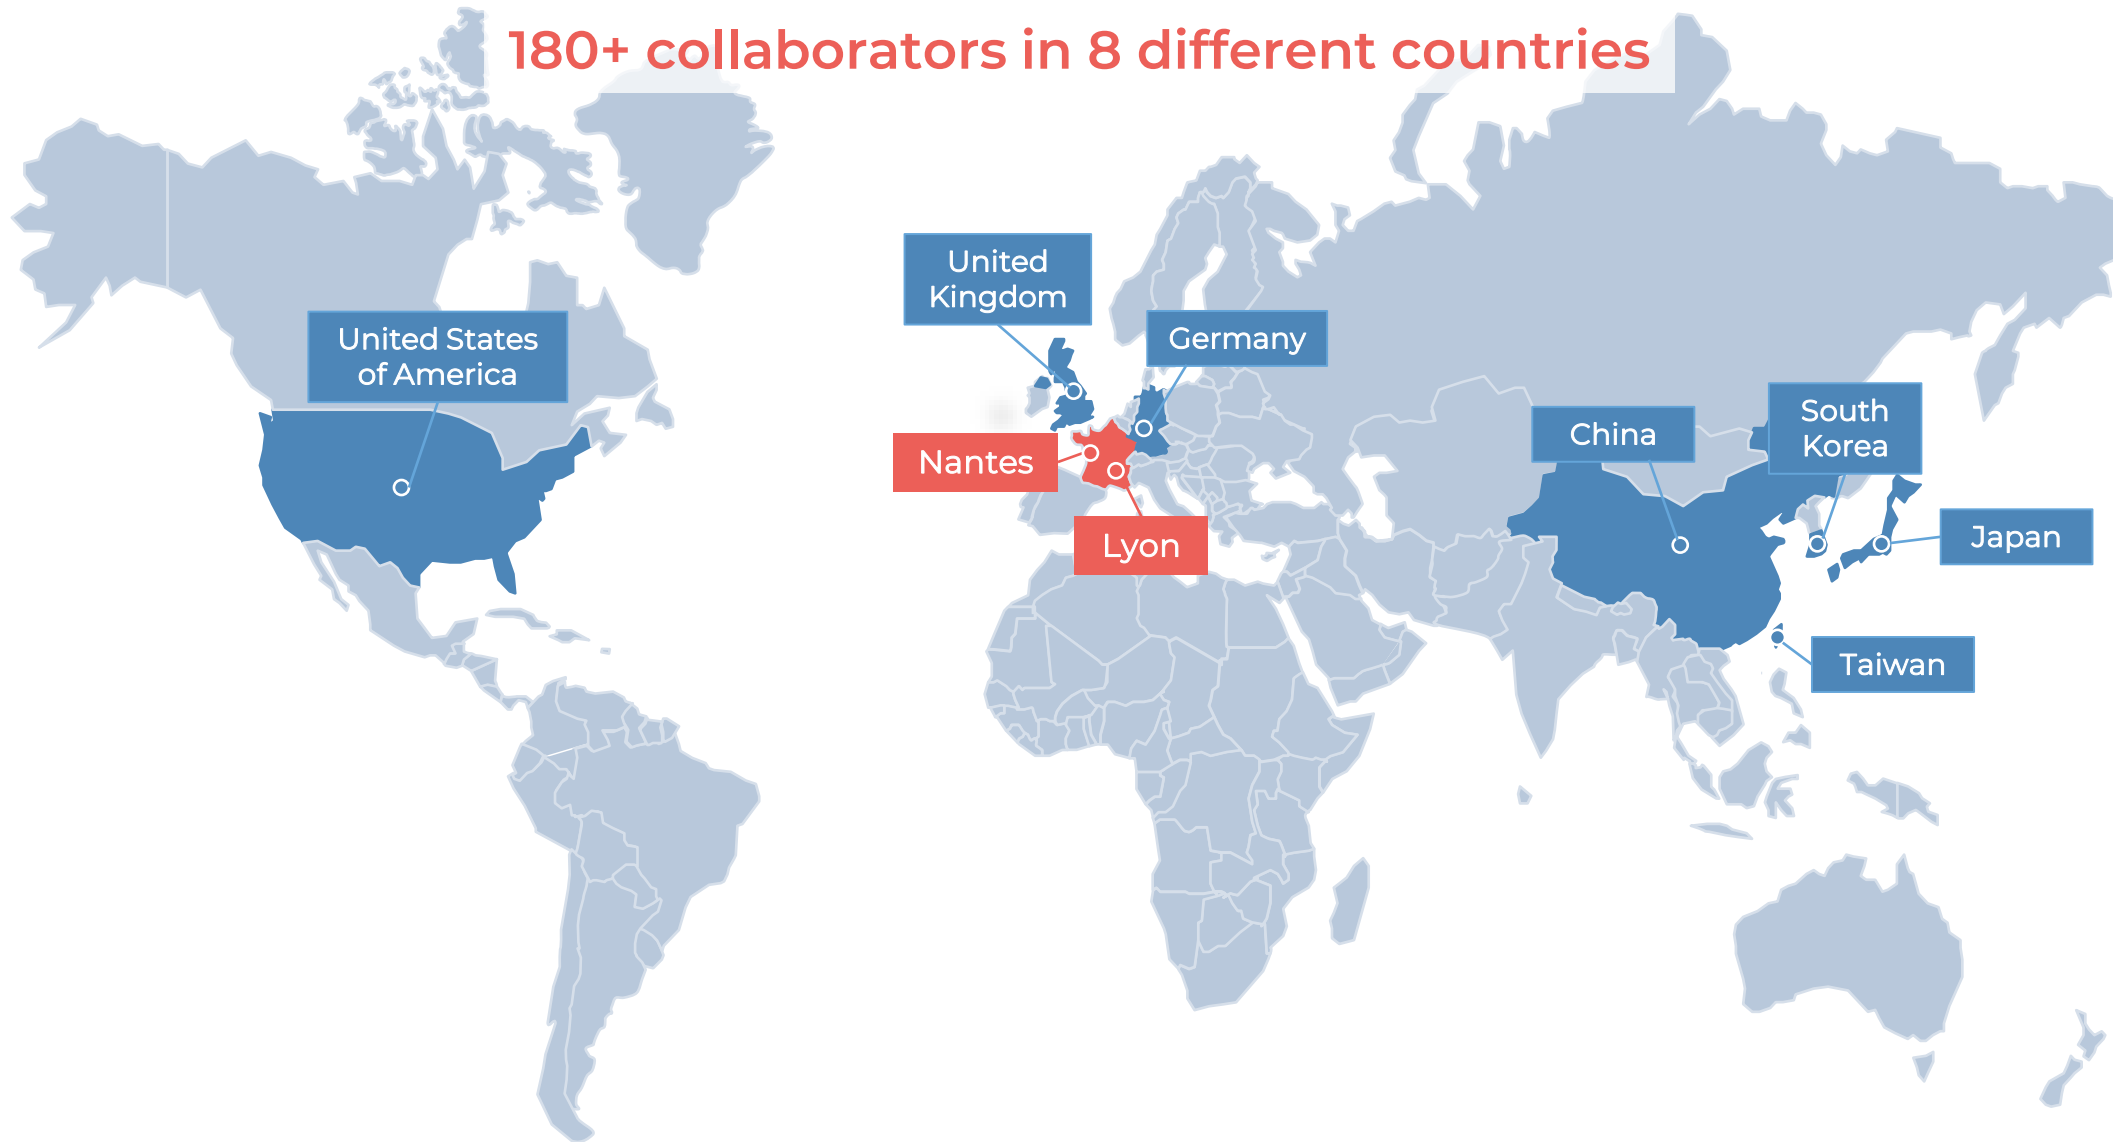 180+ collaborators in 8 different countries
United
Kingdom
United States
of America
Germany
South
Korea
China
Nantes
Lyon
Japan
Taiwan